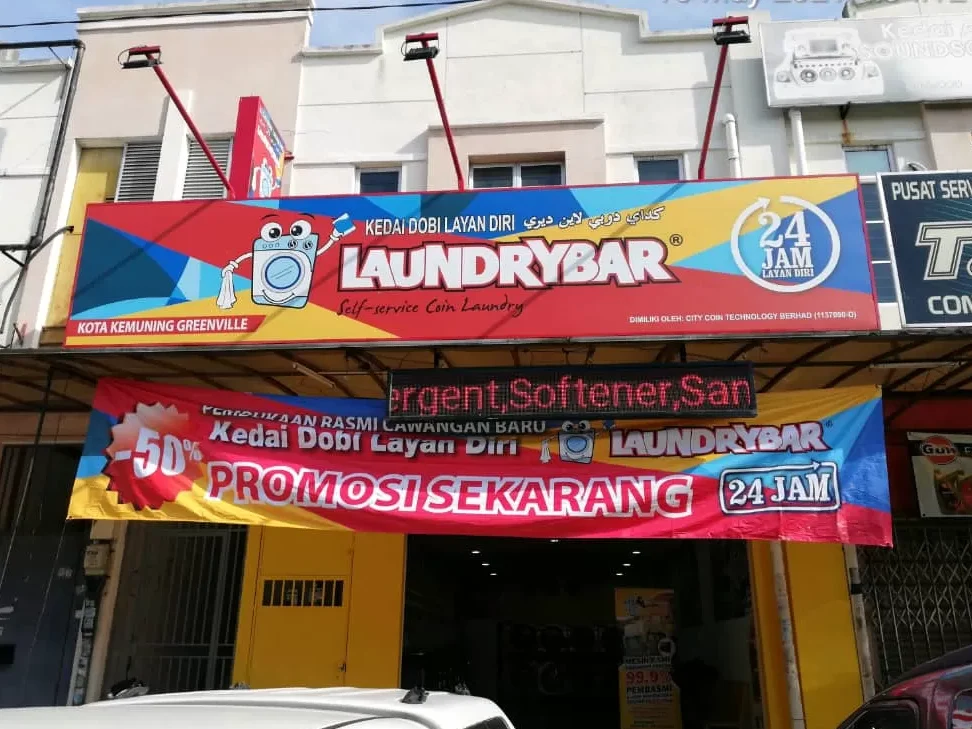 KEDAI DOBI LAYAN DIRI كداي دوبي لاين ديري
LAUNDRYBAR®
Self-service Coin Laundry
24
JAM
LAYAN DIRI
KOTA KEMUNING GREENVILLE
DIMILIKI OLEH: CITY COIN TECHNOLOGY BERHAD
PUSAT SERV
COM
ergent,Softener,San
PEMBUKAAN RASMI CAWANGAN BARU
-50%
Kedai Dobi Layan Diri
LAUNDRYBAR
PROMOSI SEKARANG
24 JAM
99.9%
PEMBASMI